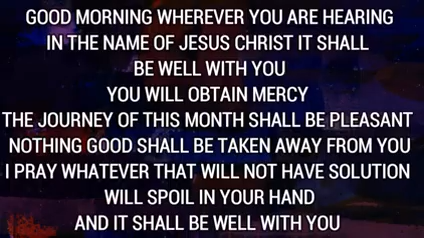 GOOD MORNING WHEREVER YOU ARE HEARING
IN THE NAME OF JESUS CHRIST IT SHALL
BE WELL WITH YOU
YOU WILL OBTAIN MERCY
THE JOURNEY OF THIS MONTH SHALL BE PLEASANT
NOTHING GOOD SHALL BE TAKEN AWAY FROM YOU
I PRAY WHATEVER THAT WILL NOT HAVE SOLUTION
WILL SPOIL IN YOUR HAND
AND IT SHALL BE WELL WITH YOU